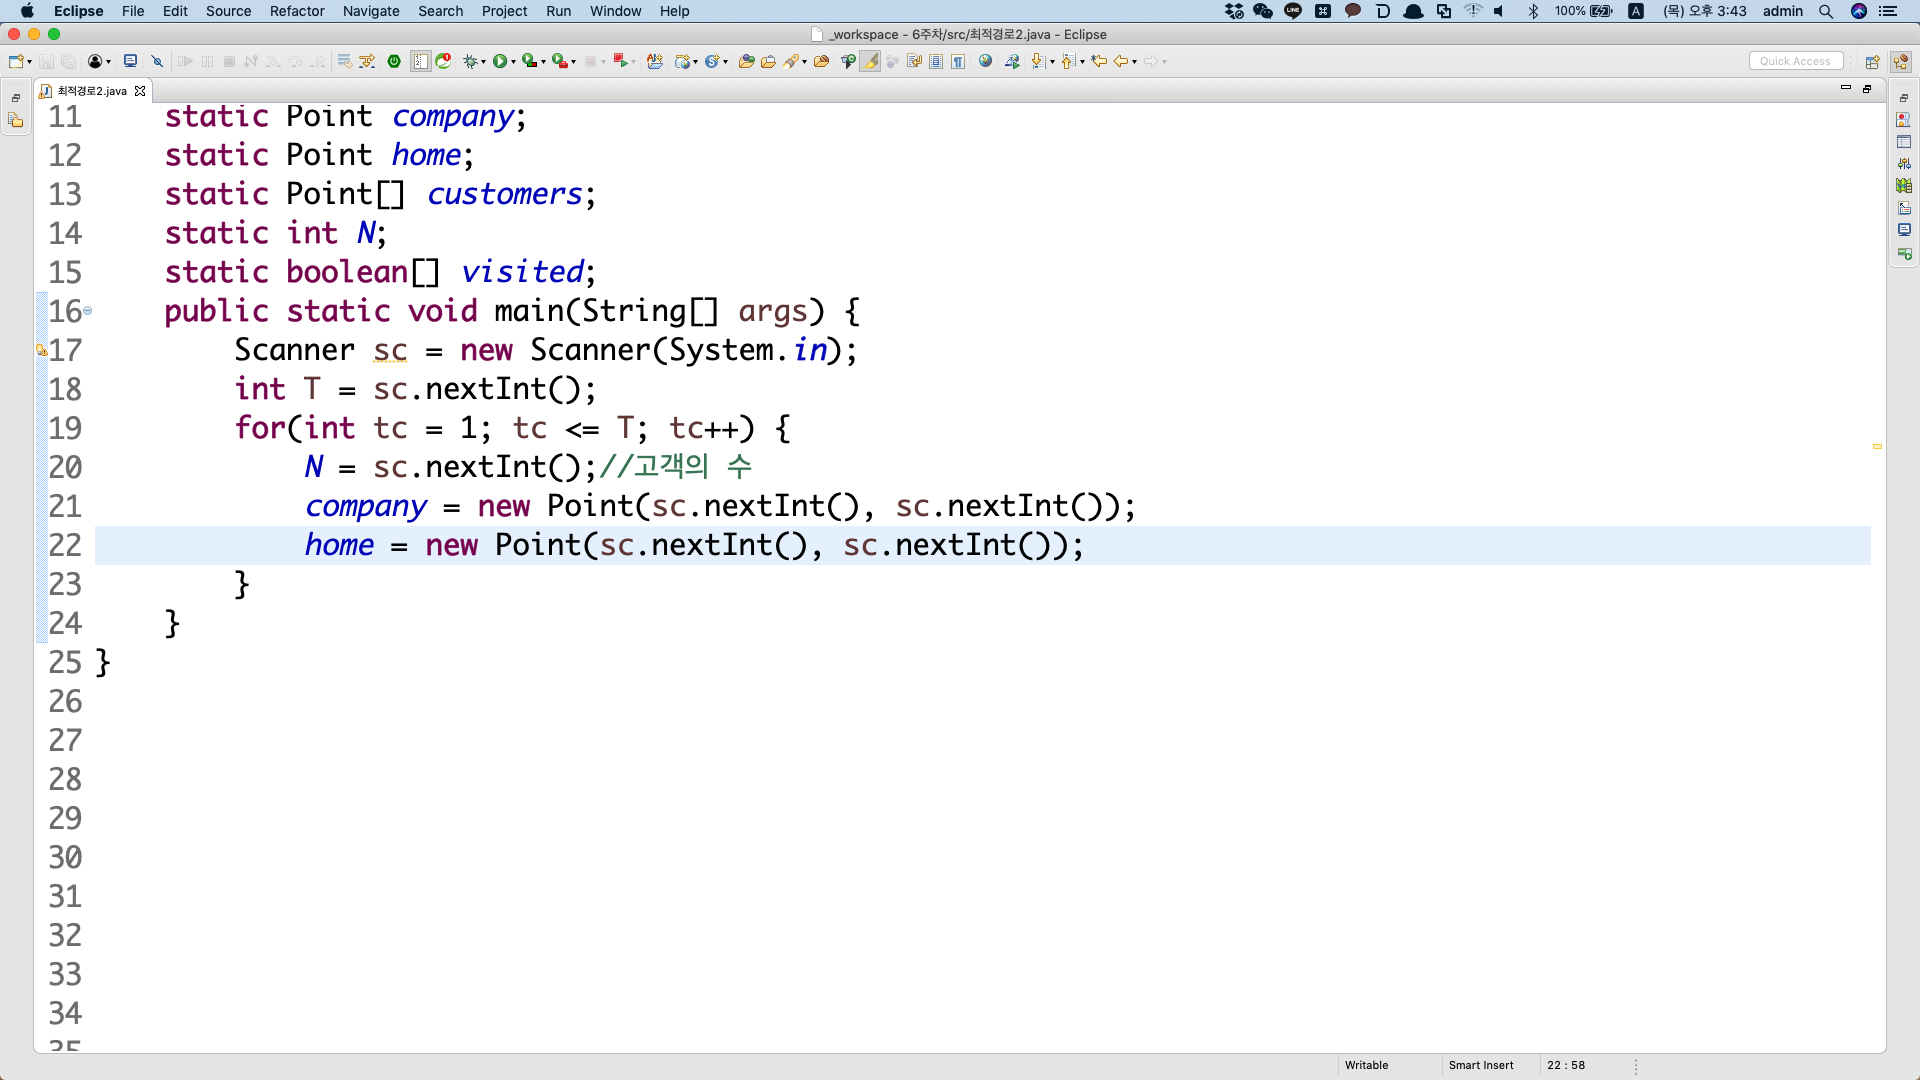 Eclipse File Edit Source Refactor Navigate Search Project Run Window Help 100% A (목) 오후 3:43 admin
_workspace - 6주차/src/최적경로2.java - Eclipse
Quick Access
최적경로2.java
11 static Point company;
12 static Point home;
13 static Point[] customers;
14 static int N;
15 static boolean[] visited;
16 public static void main(String[] args) {
17 Scanner sc = new Scanner(System.in);
18 int T = sc.nextInt();
19 for(int tc = 1; tc <= T; tc++) {
20 N = sc.nextInt();//고객의 수
21 company = new Point(sc.nextInt(), sc.nextInt());
22 home = new Point(sc.nextInt(), sc.nextInt());
23 }
24 }
25 }
26
27
28
29
30
31
32
33
34
35
Writable Smart Insert 22 : 58